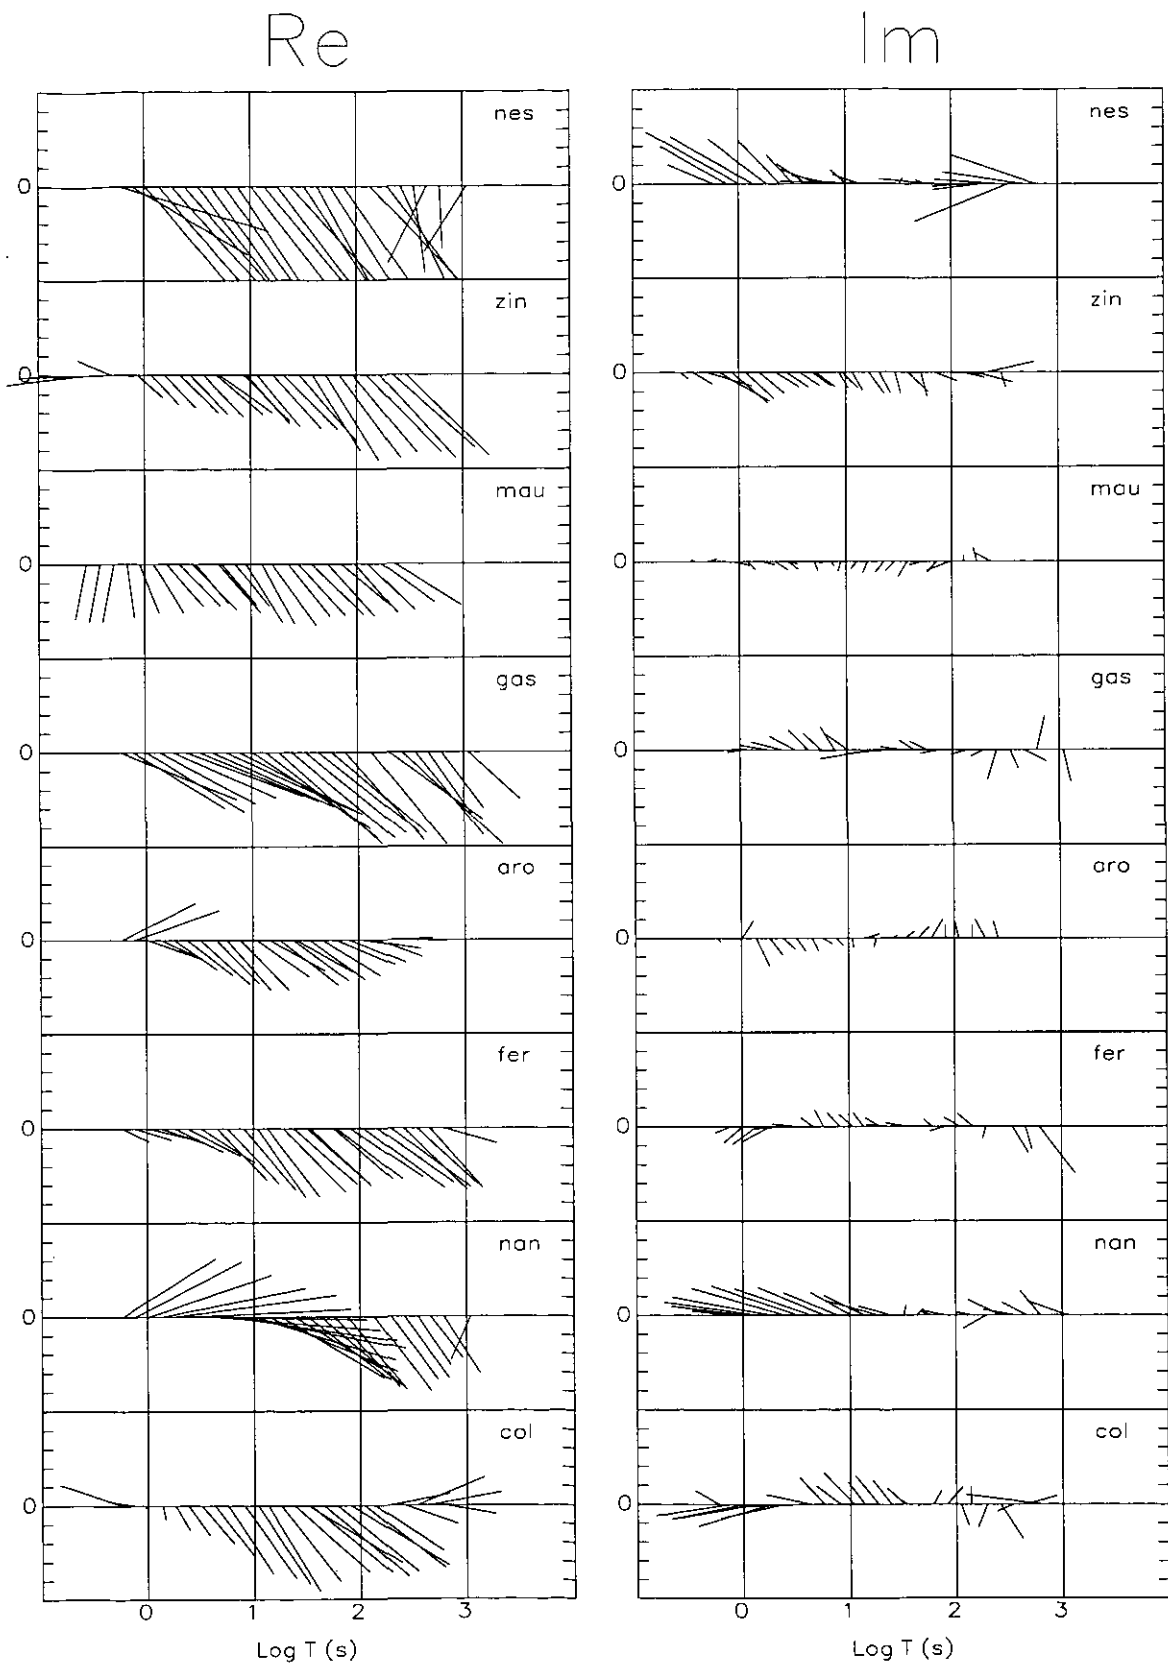 Re Im
nes nes
0 0
zin zin
0 0
mau mau
0 0
gas gas
0 0
aro aro
0 0
fer fer
0 0
nan nan
0 0
col col
0 0
0 1 2 3 0 1 2 3
Log T (s) Log T (s)